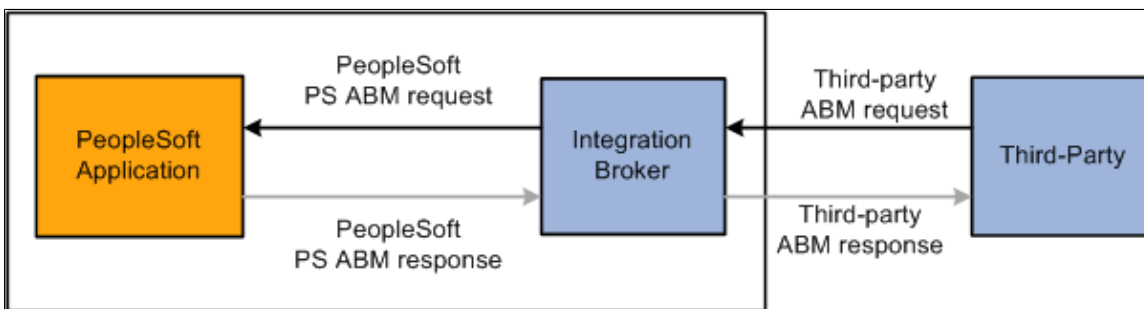 PeopleSoft
PS ABM request
Third-party
ABM request
PeopleSoft
Application
Integration
Broker
Third-Party
PeopleSoft
PS ABM response
Third-party
ABM response